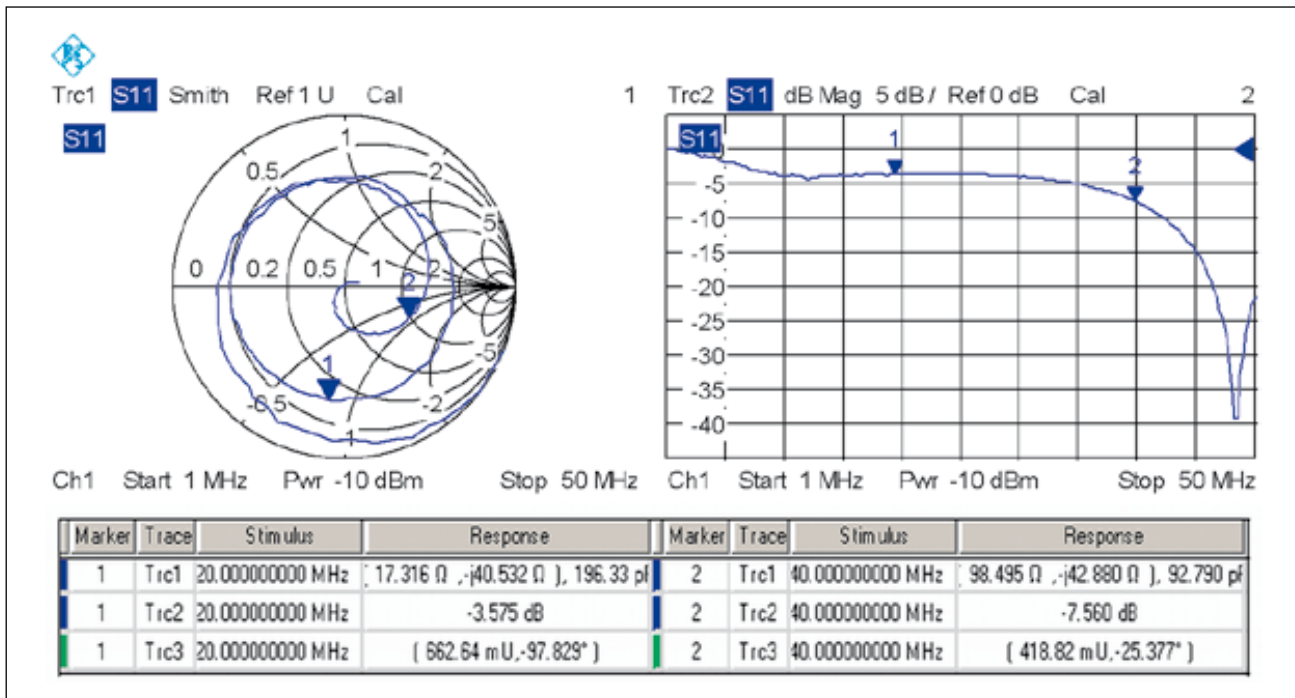 Trc1 S11 Smith Ref 1 U Cal 1
S11
1
0.5
2
5
0 0.2 0.5 1 2
2
-5
1
-0.5
-2
-1
Ch1 Start 1 MHz Pwr -10 dBm Stop 50 MHz
Trc2 S11 dB Mag 5 dB / Ref 0 dB Cal 2
S11
1
2
-5
-10
-15
-20
-25
-30
-35
-40
Ch1 Start 1 MHz Pwr -10 dBm Stop 50 MHz
Marker Trace Stimulus Response Marker Trace Stimulus Response
1 Trc1 20.000000000 MHz ( 17.316 Ω ,-j40.532 Ω ), 196.33 pF 2 Trc1 40.000000000 MHz ( 98.495 Ω ,-j42.880 Ω ), 92.790 pF
1 Trc2 20.000000000 MHz -3.575 dB 2 Trc2 40.000000000 MHz -7.560 dB
1 Trc3 20.000000000 MHz ( 662.64 mU,-97.829° ) 2 Trc3 40.000000000 MHz ( 418.82 mU,-25.377° )